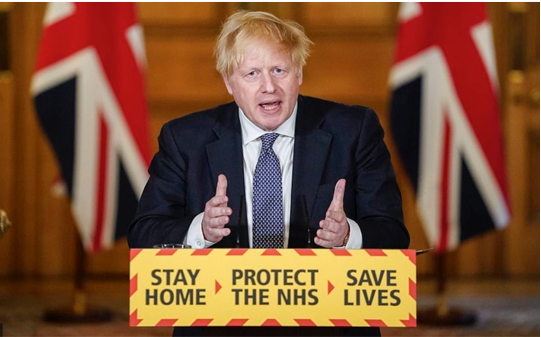 STAY HOME
PROTECT THE NHS
SAVE LIVES